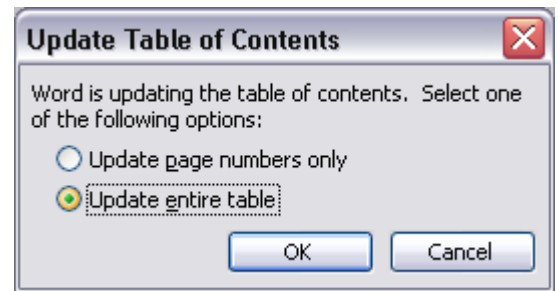 Update Table of Contents
Word is updating the table of contents. Select one
of the following options:
Update page numbers only
Update entire table
OK Cancel